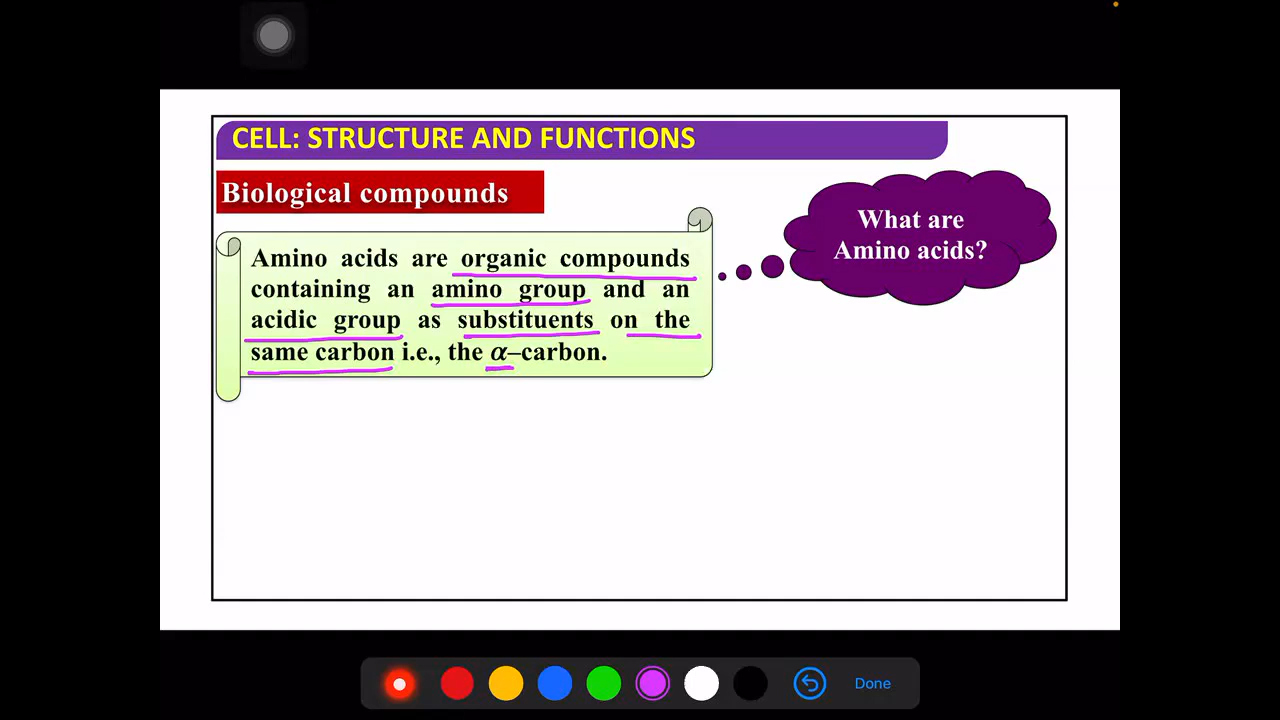 CELL: STRUCTURE AND FUNCTIONS
Biological compounds
What are
Amino acids?
Amino acids are organic compounds
containing an amino group and an
acidic group as substituents on the
same carbon i.e., the α–carbon.
Done